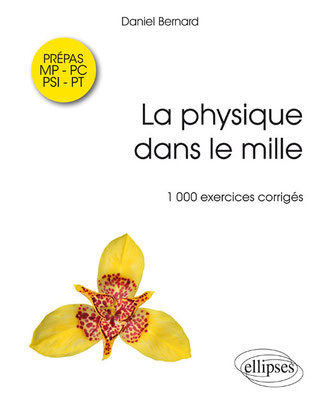 Daniel Bernard
PRÉPAS
MP - PC
PSI - PT
La physique
dans le mille
1 000 exercices corrigés
ellipses